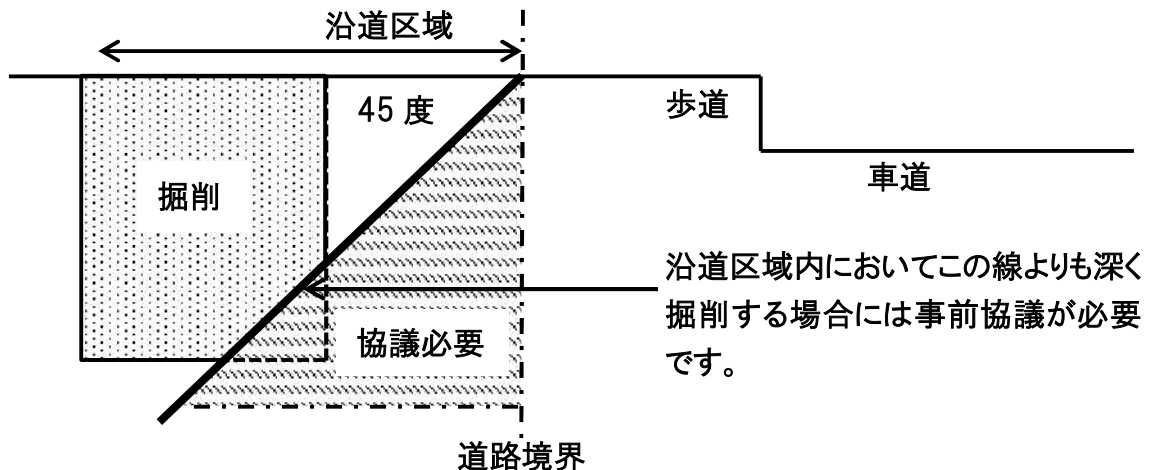 沿道区域
45 度
歩道
掘削
車道
沿道区域内においてこの線よりも深く
掘削する場合には事前協議が必要
です。
協議必要
道路境界